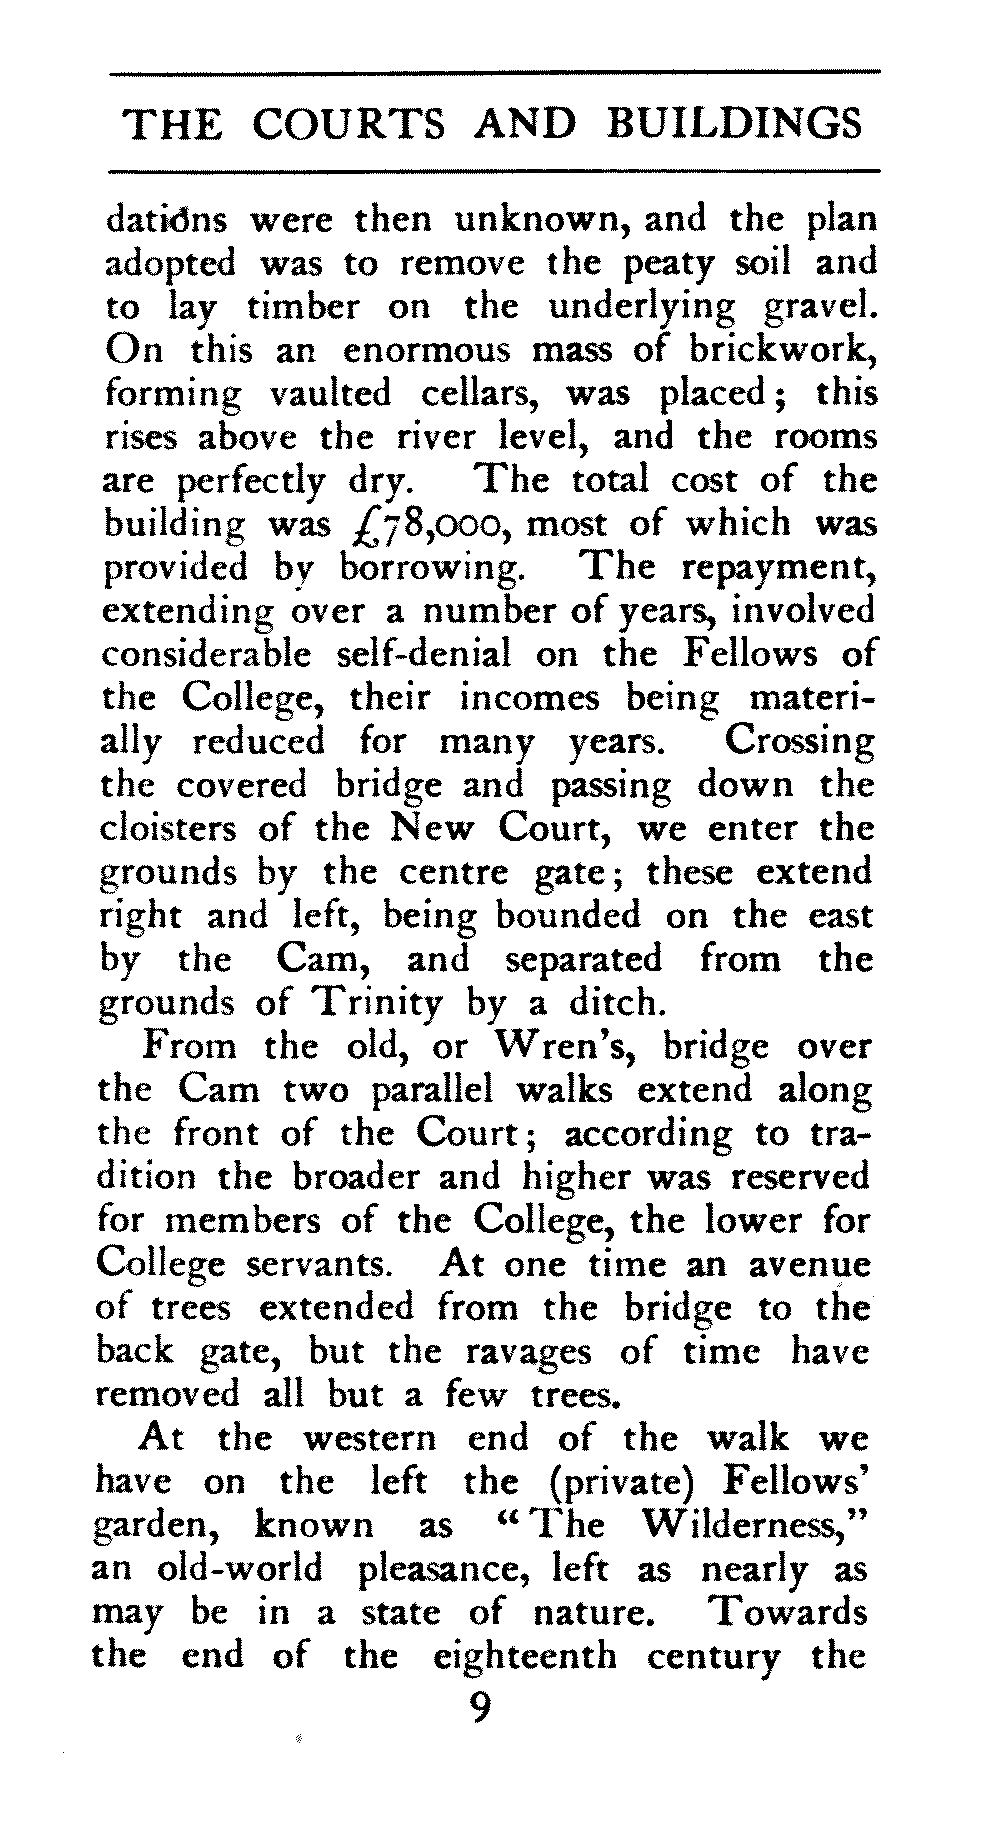 THE COURTS AND BUILDINGS
dations were then unknown, and the plan
adopted was to remove the peaty soil and
to lay timber on the underlying gravel.
On this an enormous mass of brickwork,
forming vaulted cellars, was placed; this
rises above the river level, and the rooms
are perfectly dry. The total cost of the
building was £78,000, most of which was
provided by borrowing. The repayment,
extending over a number of years, involved
considerable self-denial on the Fellows of
the College, their incomes being materi-
ally reduced for many years. Crossing
the covered bridge and passing down the
cloisters of the New Court, we enter the
grounds by the centre gate; these extend
right and left, being bounded on the east
by the Cam, and separated from the
grounds of Trinity by a ditch.
From the old, or Wren's, bridge over
the Cam two parallel walks extend along
the front of the Court; according to tra-
dition the broader and higher was reserved
for members of the College, the lower for
College servants. At one time an avenue
of trees extended from the bridge to the
back gate, but the ravages of time have
removed all but a few trees.
At the western end of the walk we
have on the left the (private) Fellows'
garden, known as "The Wilderness,"
an old-world pleasance, left as nearly as
may be in a state of nature. Towards
the end of the eighteenth century the
9